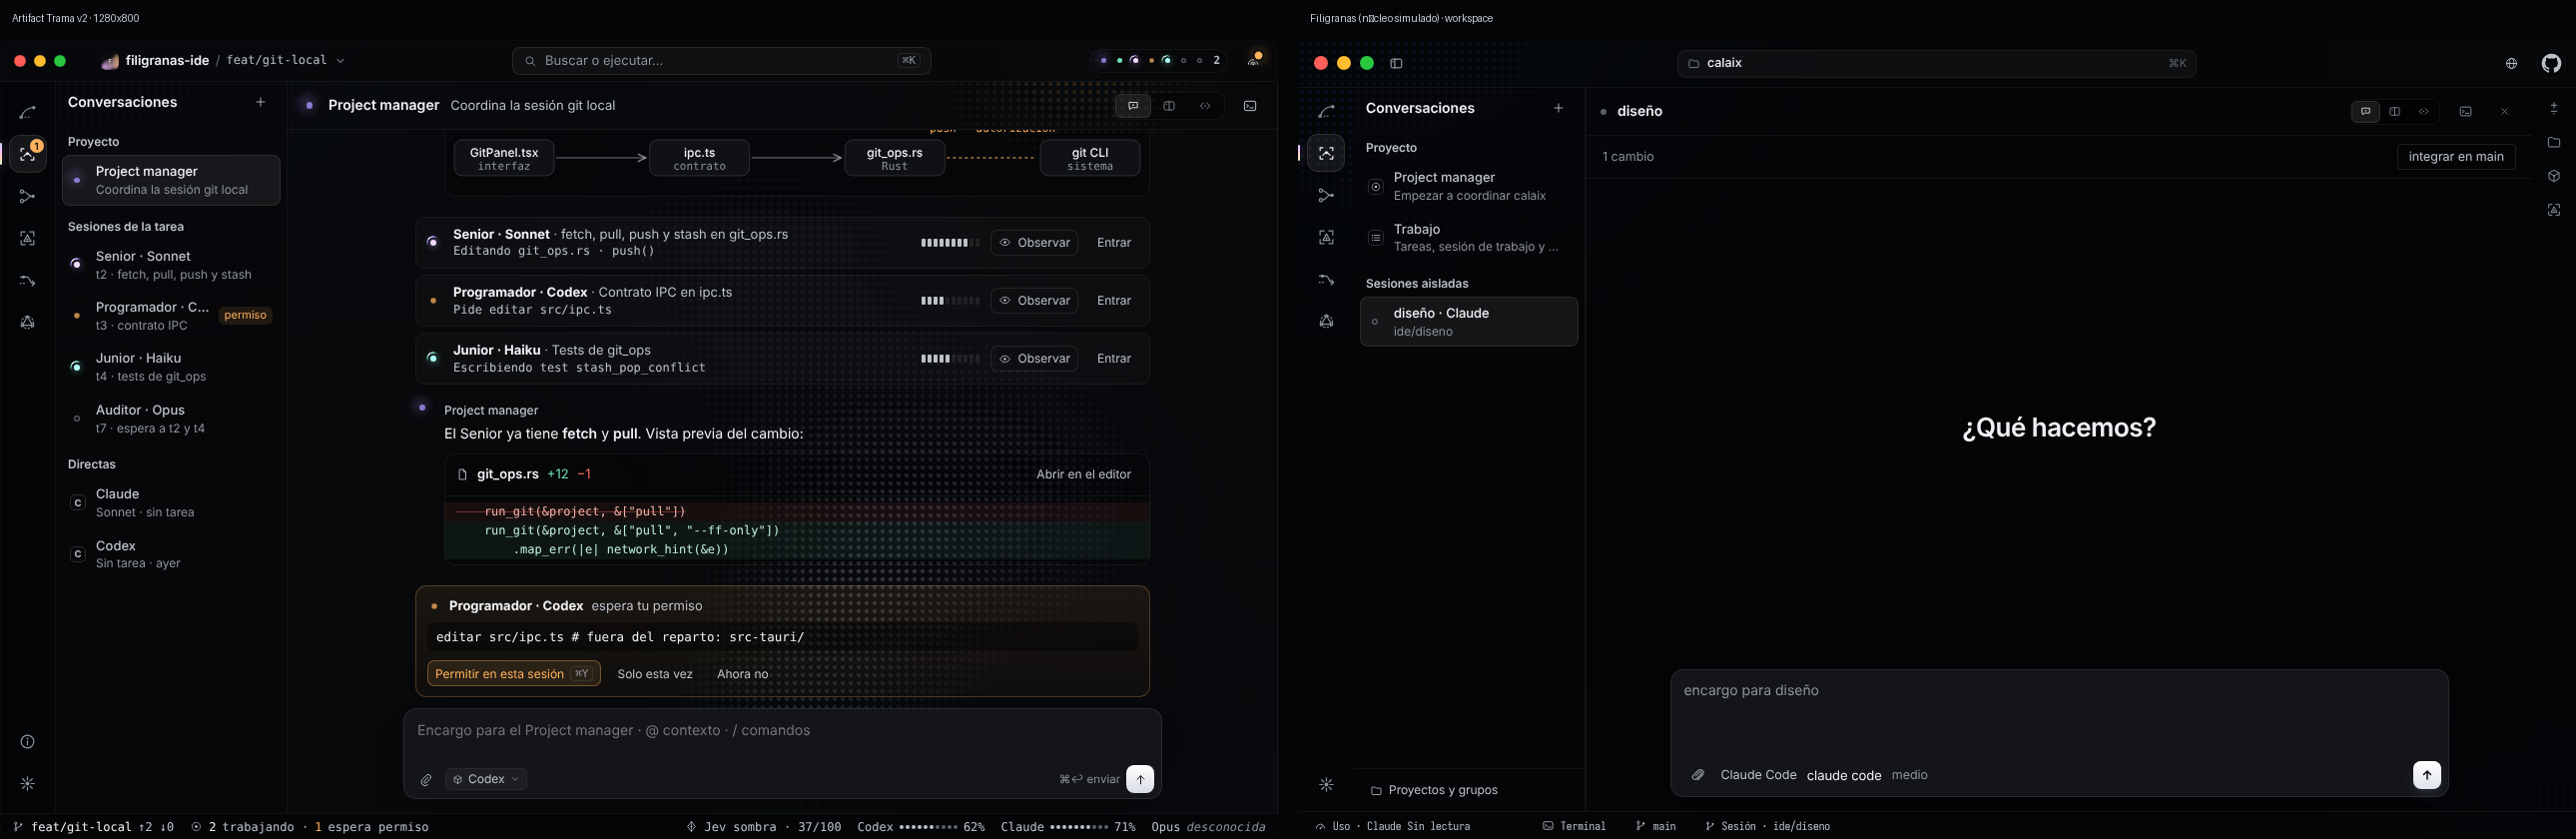 Artifact Trama v2 · 1280x800
filigranas-ide / feat/git-local
Buscar o ejecutar... ⌘K
2
Conversaciones +
Proyecto
1
Project manager
Coordina la sesión git local
Sesiones de la tarea
Senior · Sonnet
t2 · fetch, pull, push y stash
Programador · C... permiso
t3 · contrato IPC
Junior · Haiku
t4 · tests de git_ops
Auditor · Opus
t7 · espera a t2 y t4
Directas
C Claude
Sonnet · sin tarea
C Codex
Sin tarea · ayer
Project manager Coordina la sesión git local
GitPanel.tsx
interfaz
ipc.ts
contrato
git_ops.rs
Rust
git CLI
sistema
Senior · Sonnet · fetch, pull, push y stash en git_ops.rs
Editando git_ops.rs · push()
Observar Entrar
Programador · Codex · Contrato IPC en ipc.ts
Pide editar src/ipc.ts
Observar Entrar
Junior · Haiku · Tests de git_ops
Escribiendo test stash_pop_conflict
Observar Entrar
Project manager
El Senior ya tiene fetch y pull. Vista previa del cambio:
git_ops.rs +12 −1 Abrir en el editor
run_git(&project, &["pull"])
run_git(&project, &["pull", "--ff-only"])
.map_err(|e| network_hint(&e))
Programador · Codex espera tu permiso
editar src/ipc.ts # fuera del reparto: src-tauri/
Permitir en esta sesión ⌘Y Solo esta vez Ahora no
Encargo para el Project manager · @ contexto · / comandos
Codex ⌘↩ enviar
feat/git-local ↑2 ↓0 2 trabajando · 1 espera permiso Jev sombra · 37/100 Codex 62% Claude 71% Opus desconocida
Filigranas (núcleo simulado) · workspace
calaix ⌘K
Conversaciones +
Proyecto
Project manager
Empezar a coordinar calaix
Trabajo
Tareas, sesión de trabajo y ...
Sesiones aisladas
diseño · Claude
ide/diseno
Proyectos y grupos
diseño
1 cambio integrar en main
¿Qué hacemos?
encargo para diseño
Claude Code claude code medio
Uso · Claude Sin lectura Terminal main Sesión · ide/diseno